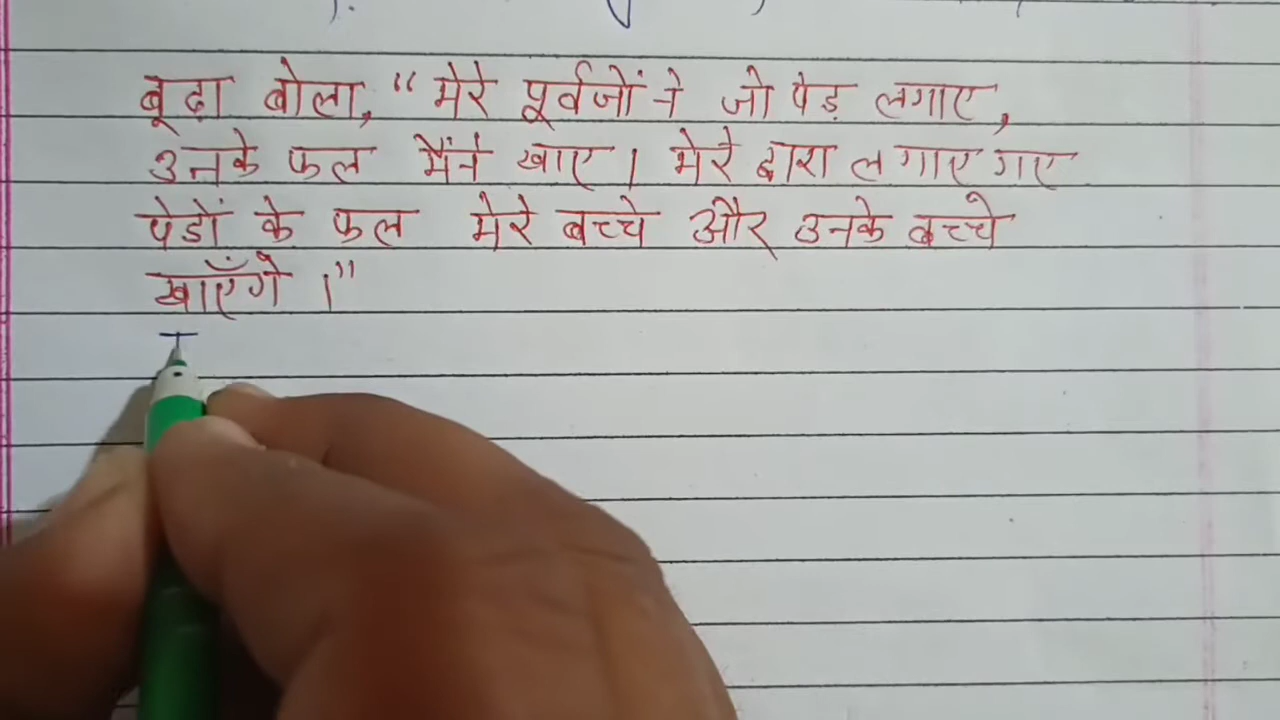 बूढ़ा बोला, “मेरे पूर्वजों ने जो पेड़ लगाए,
उनके फल मैंने खाए। मेरे द्वारा लगाए गए
पेडों के फल मेरे बच्चे और उनके बच्चे
खाएँगे।”